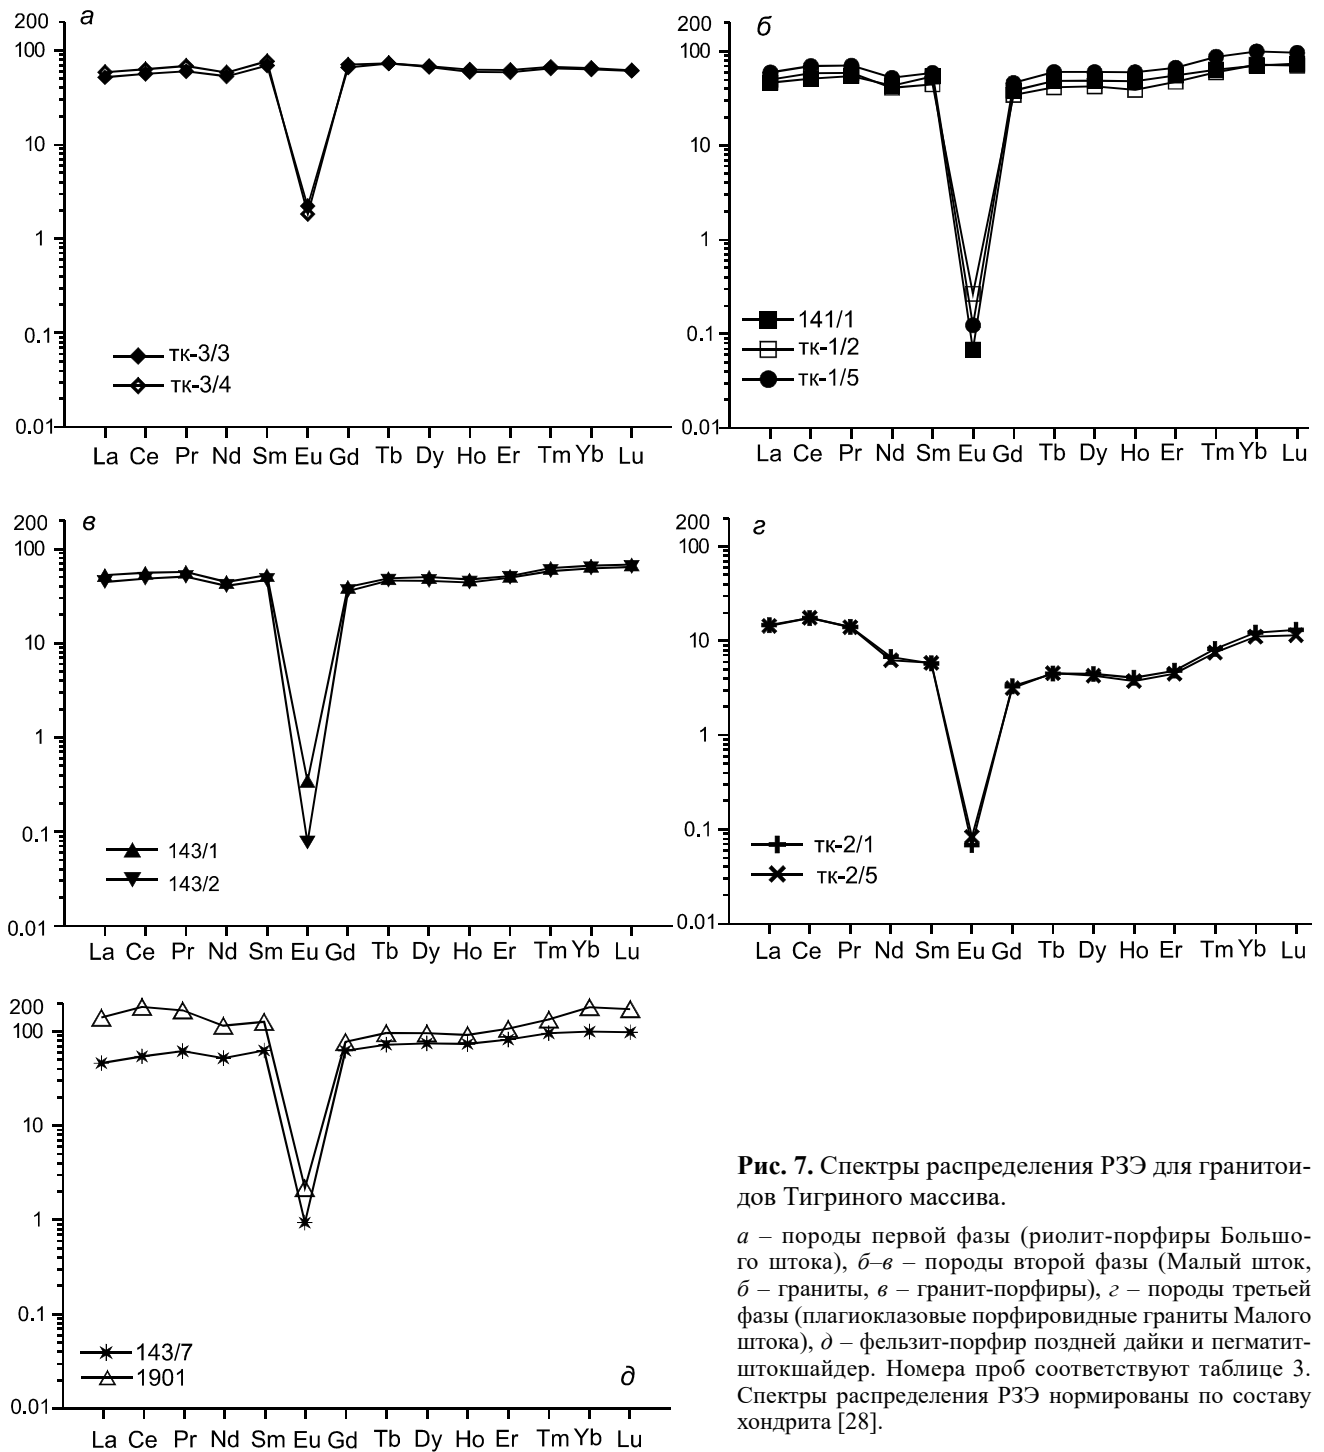 а
200
100
10
1
0.1
0.01
тк-3/3
тк-3/4
La Ce Pr Nd Sm Eu Gd Tb Dy Ho Er Tm Yb Lu
б
200
100
10
1
0.1
0.01
141/1
тк-1/2
тк-1/5
La Ce Pr Nd Sm Eu Gd Tb Dy Ho Er Tm Yb Lu
в
200
100
10
1
0.1
0.01
143/1
143/2
La Ce Pr Nd Sm Eu Gd Tb Dy Ho Er Tm Yb Lu
г
200
100
10
1
0.1
0.01
тк-2/1
тк-2/5
La Ce Pr Nd Sm Eu Gd Tb Dy Ho Er Tm Yb Lu
200
100
10
1
0.1
0.01
143/7
1901
д
La Ce Pr Nd Sm Eu Gd Tb Dy Ho Er Tm Yb Lu
Рис. 7. Спектры распределения РЗЭ для гранитои-
дов Тигриного массива.
а – породы первой фазы (риолит-порфиры Большо-
го штока), б–в – породы второй фазы (Малый шток,
б – граниты, в – гранит-порфиры), г – породы третьей
фазы (плагиоклазовые порфировидные граниты Малого
штока), д – фельзит-порфир поздней дайки и пегматит-
штокшайдер. Номера проб соответствуют таблице 3.
Спектры распределения РЗЭ нормированы по составу
хондрита [28].